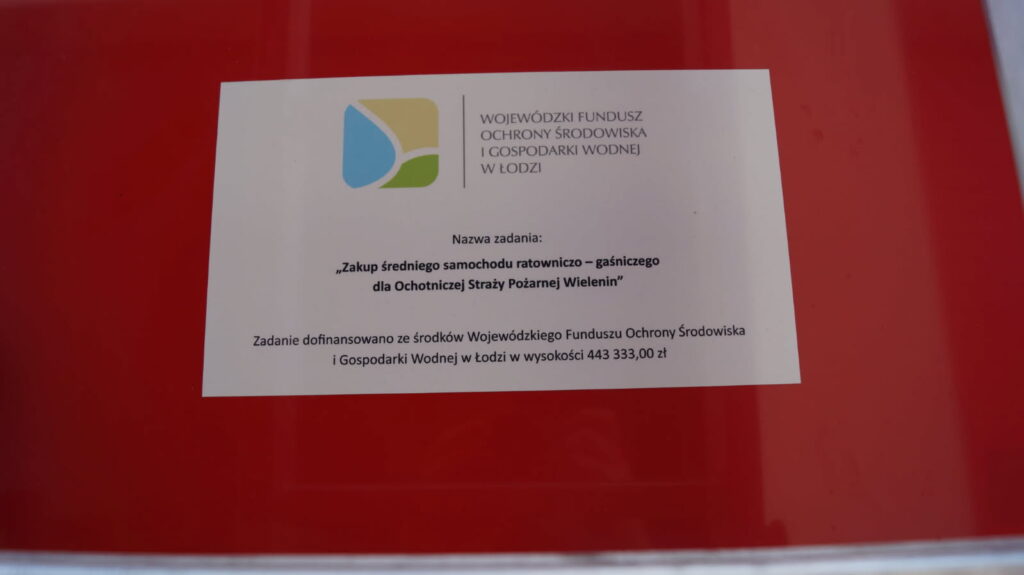 WOJEWÓDZKI FUNDUSZ
OCHRONY ŚRODOWISKA
I GOSPODARKI WODNEJ
W ŁODZI
Nazwa zadania:
„Zakup średniego samochodu ratowniczo – gaśniczego
dla Ochotniczej Straży Pożarnej Wielenin”
Zadanie dofinansowano ze środków Wojewódzkiego Funduszu Ochrony Środowiska
i Gospodarki Wodnej w Łodzi w wysokości 443 333,00 zł